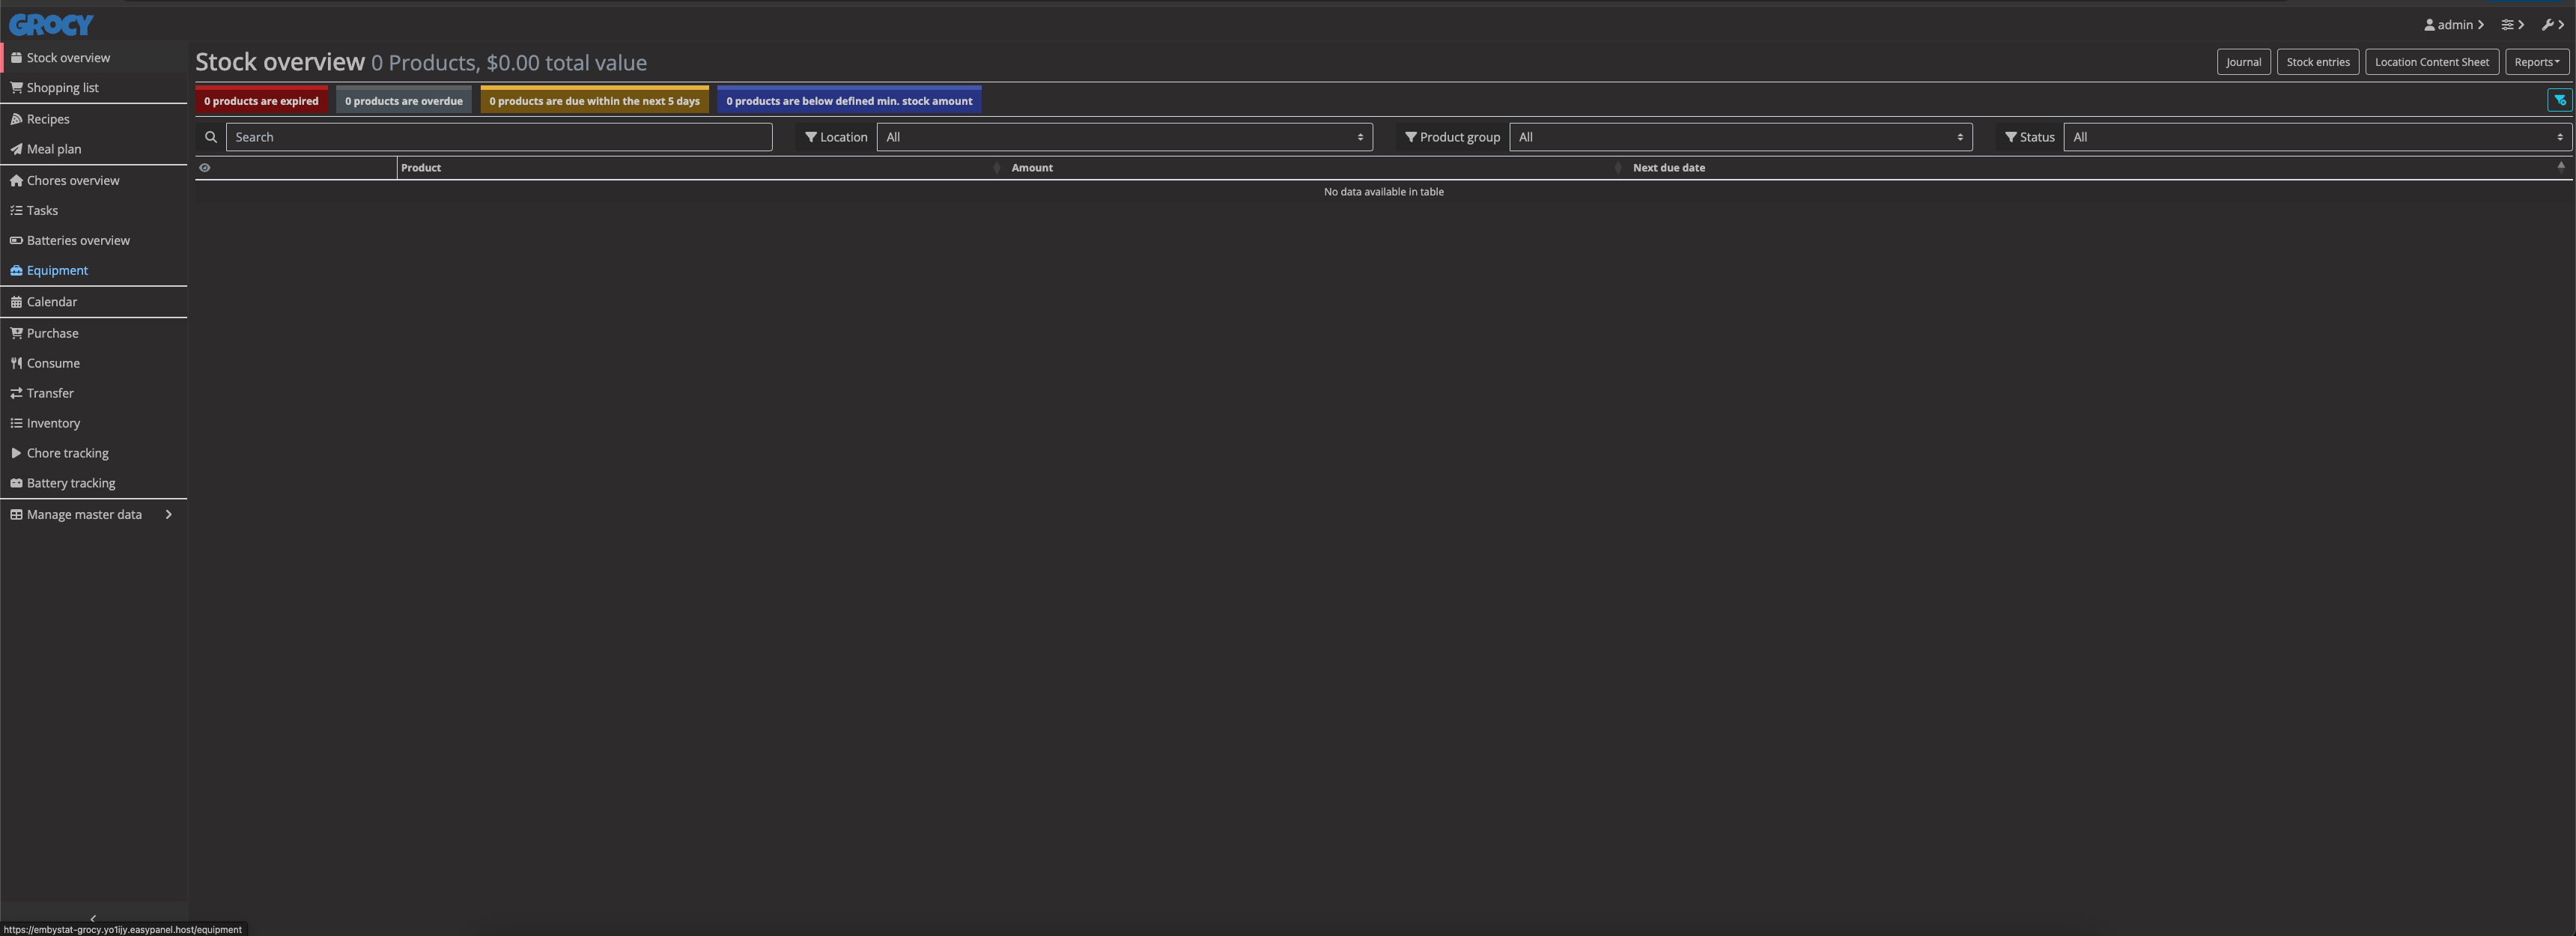 GROCY
admin
Stock overview
Shopping list
Recipes
Meal plan
Chores overview
Tasks
Batteries overview
Equipment
Calendar
Purchase
Consume
Transfer
Inventory
Chore tracking
Battery tracking
Manage master data
Stock overview 0 Products, $0.00 total value
Journal
Stock entries
Location Content Sheet
Reports
0 products are expired
0 products are overdue
0 products are due within the next 5 days
0 products are below defined min. stock amount
Search
Location
All
Product group
All
Status
All
Product
Amount
Next due date
No data available in table
https://embystat-grocy.yo1ijy.easypanel.host/equipment